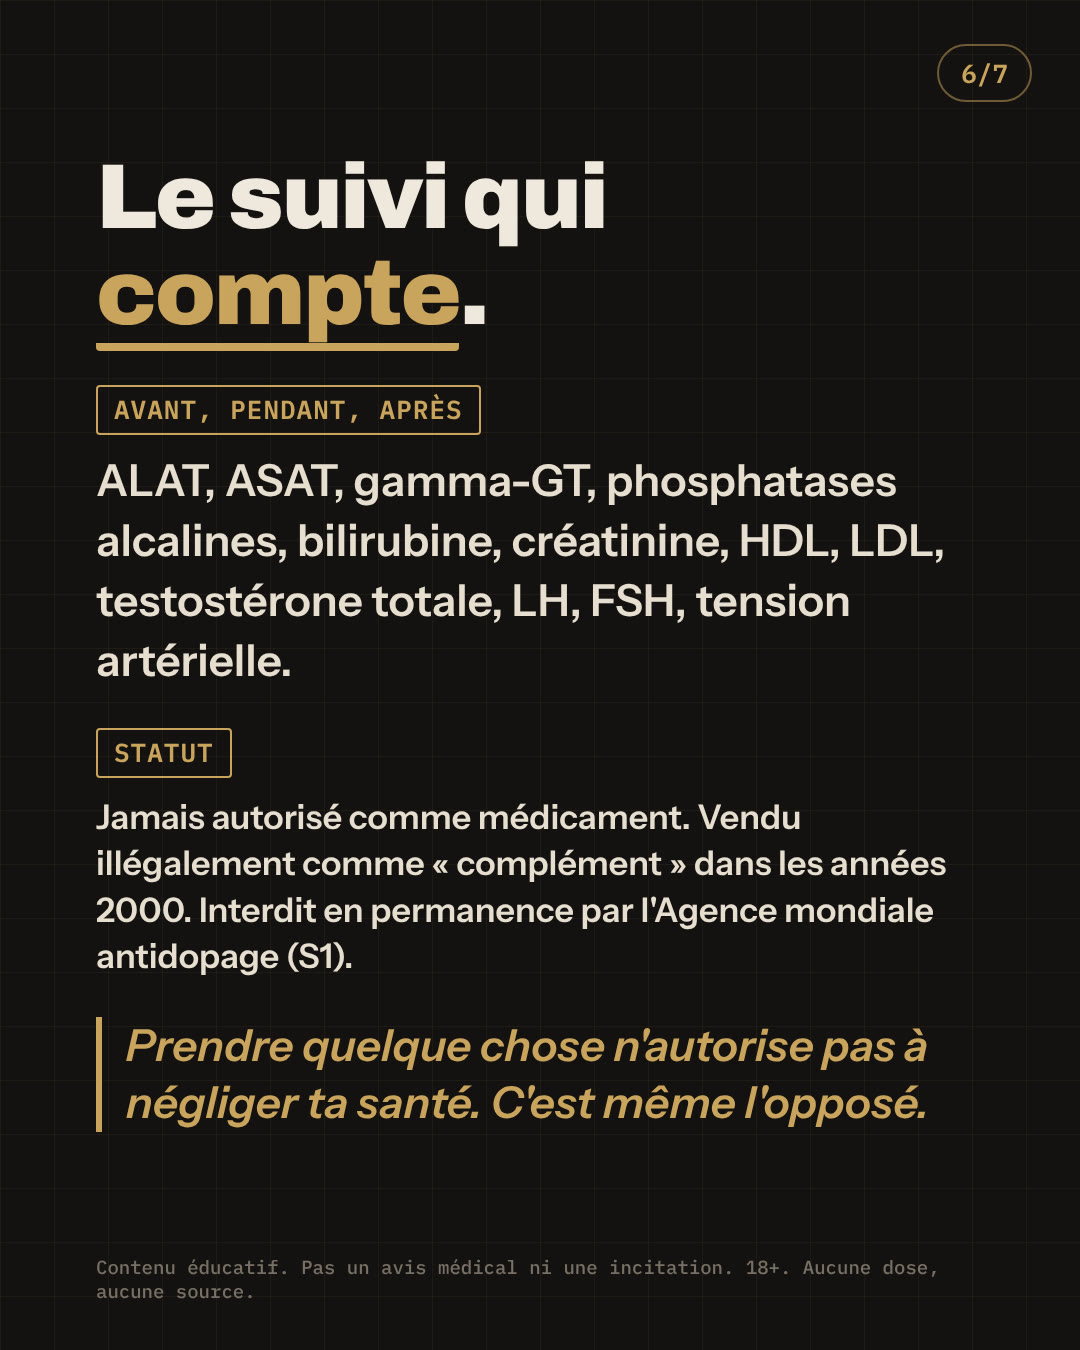 6/7
Le suivi qui
compte.
AVANT, PENDANT, APRÈS
ALAT, ASAT, gamma-GT, phosphatases
alcalines, bilirubine, créatinine, HDL, LDL,
testostérone totale, LH, FSH, tension
artérielle.
STATUT
Jamais autorisé comme médicament. Vendu
illégalement comme « complément » dans les années
2000. Interdit en permanence par l'Agence mondiale
antidopage (S1).
Prendre quelque chose n'autorise pas à
négliger ta santé. C'est même l'opposé.
Contenu éducatif. Pas un avis médical ni une incitation. 18+. Aucune dose,
aucune source.